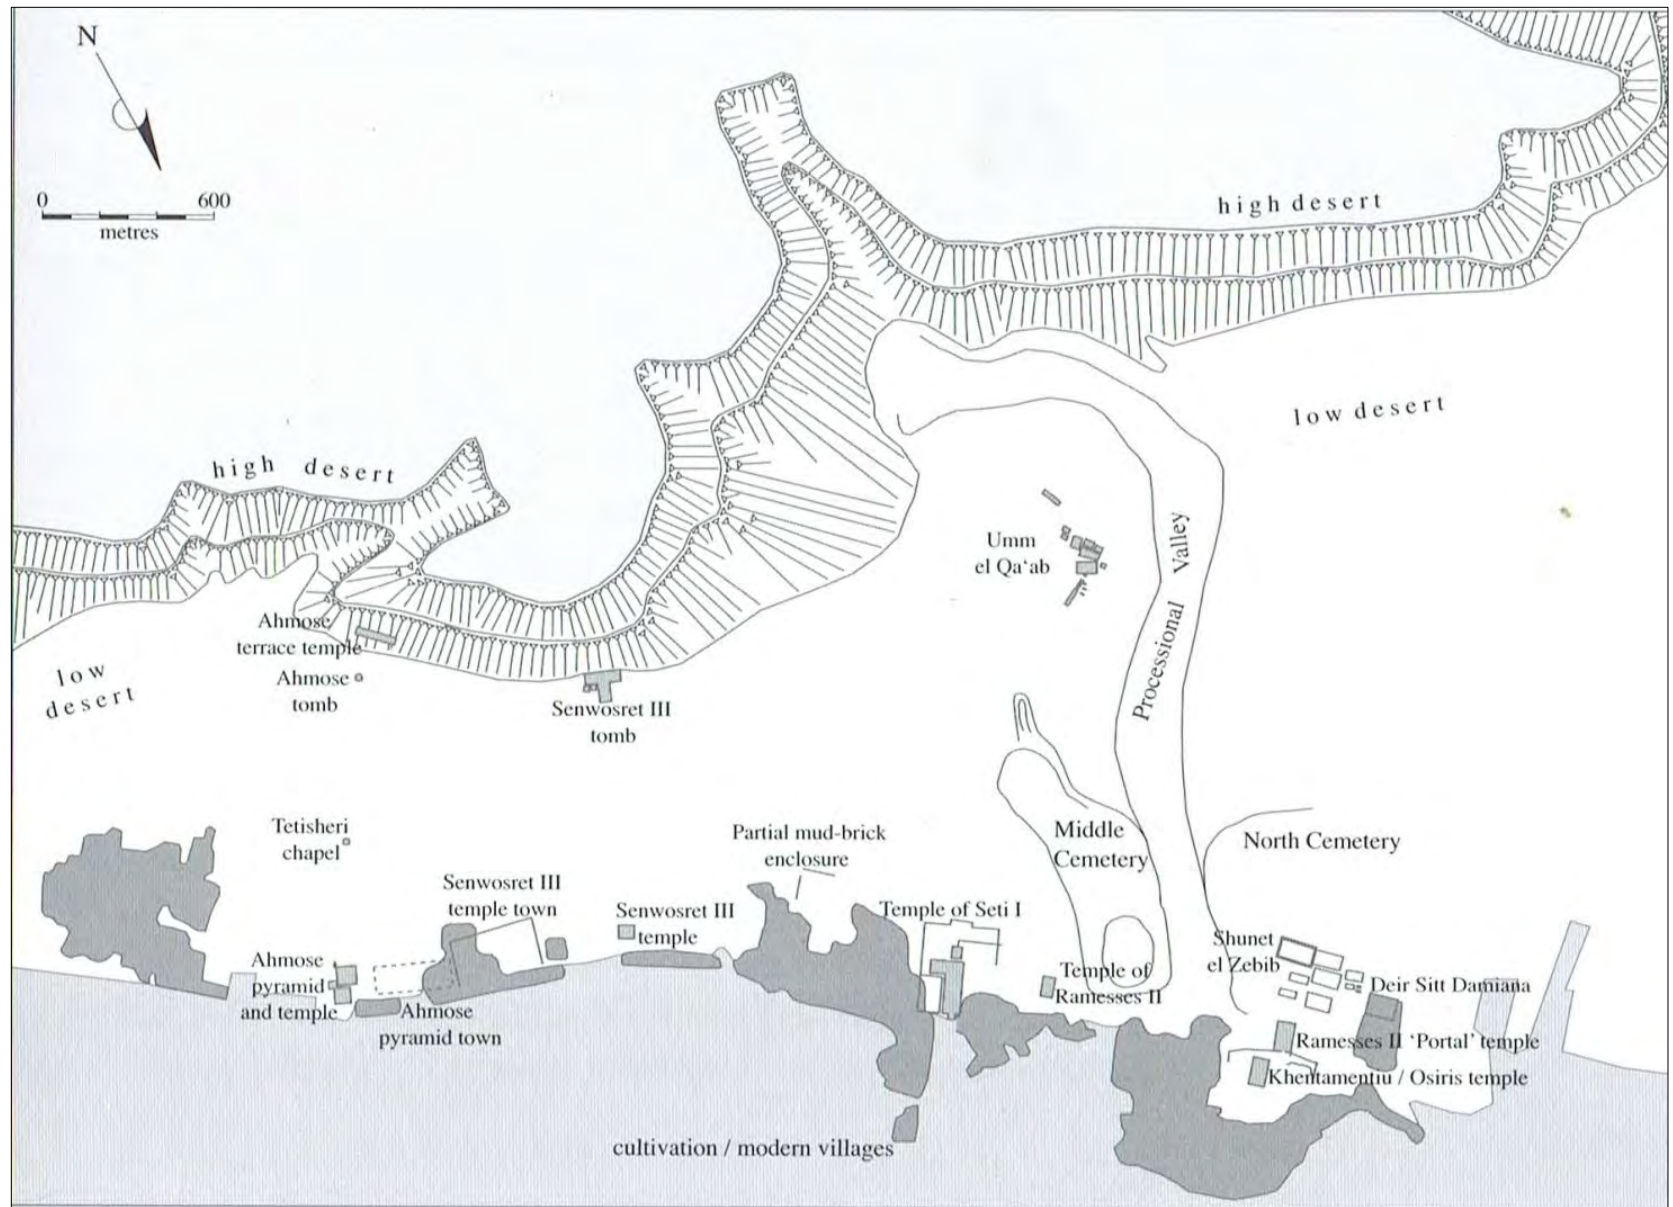 N
0 600
metres
high desert
low desert
high desert
Umm
el Qa‘ab
Processional Valley
Ahmose
terrace temple
Ahmose
tomb
low
desert
Senwosret III
tomb
Tetisheri
chapel
Partial mud-brick
enclosure
Middle
Cemetery
North Cemetery
Senwosret III
temple town
Senwosret III
temple
Temple of Seti I
Shunet
el Zebib
Ahmose
pyramid
and temple
Temple of
Ramesses II
Deir Sitt Damiana
Ahmose
pyramid town
Ramesses II ‘Portal’ temple
Khentamentiu / Osiris temple
cultivation / modern villages